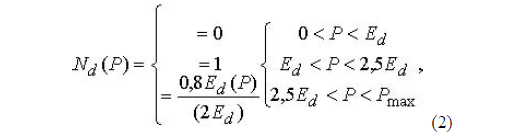 = 0 0 < P < E_d
N_d (P) = { = 1 { E_d < P < 2,5E_d ,
= 0,8E_d (P) / (2E_d) 2,5E_d < P < P_max
(2)